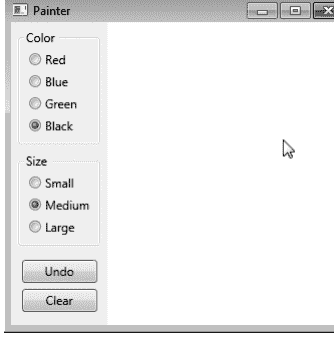 Painter
Color
Red
Blue
Green
Black
Size
Small
Medium
Large
Undo
Clear